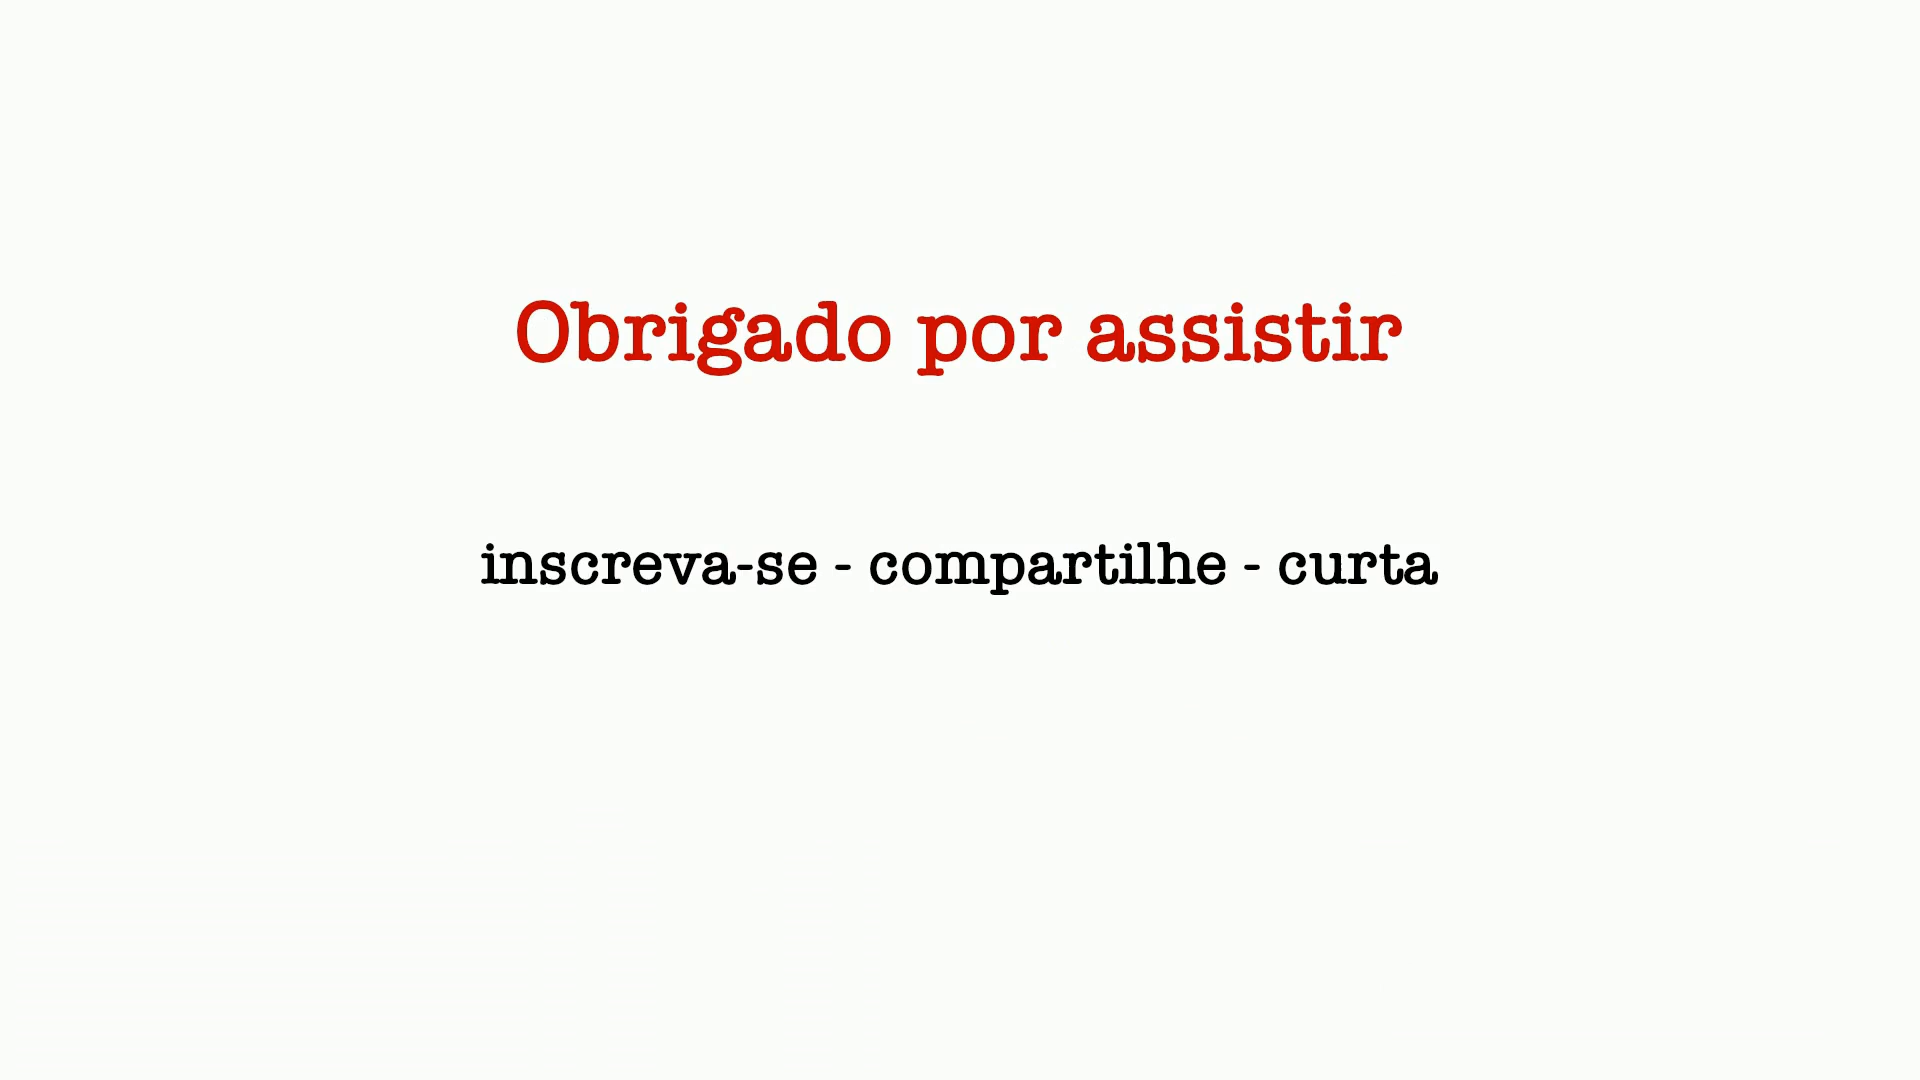 Obrigado por assistir
inscreva-se - compartilhe - curta